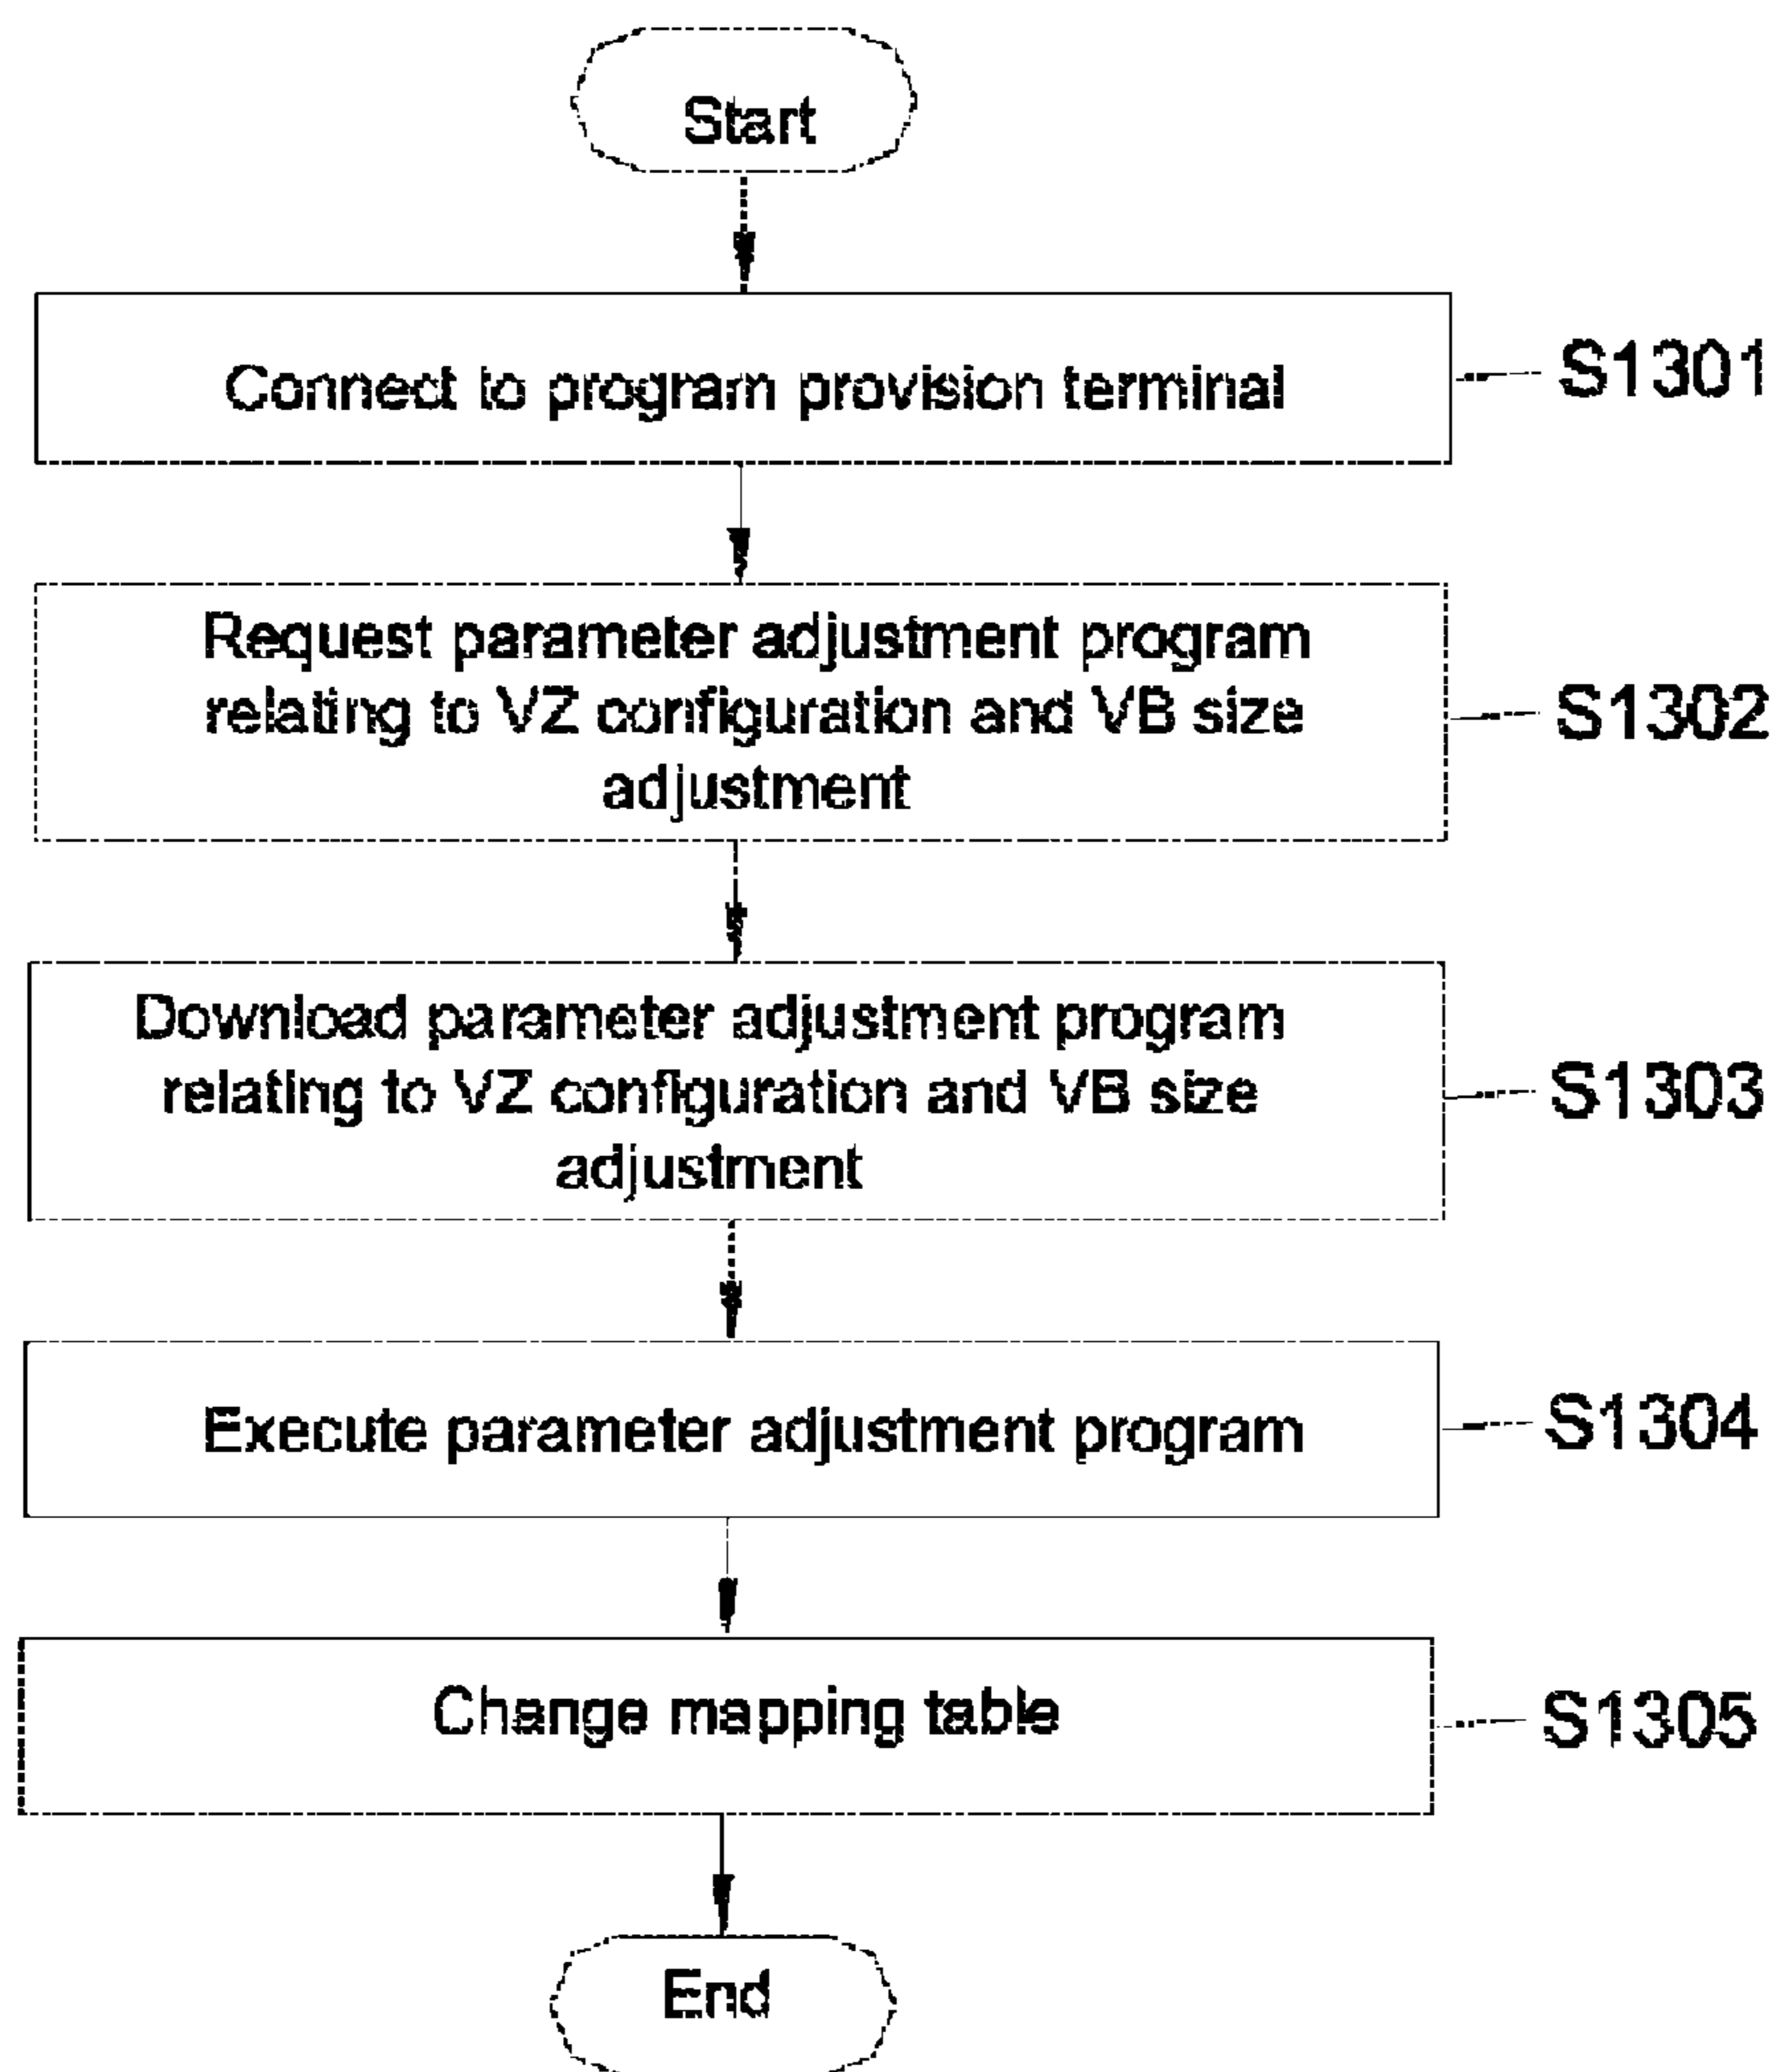 Start
Connect to program provision terminal
S1301
Request parameter adjustment program
relating to VZ configuration and VB size
adjustment
S1302
Download parameter adjustment program
relating to VZ configuration and VB size
adjustment
S1303
Execute parameter adjustment program
S1304
Change mapping table
S1305
End